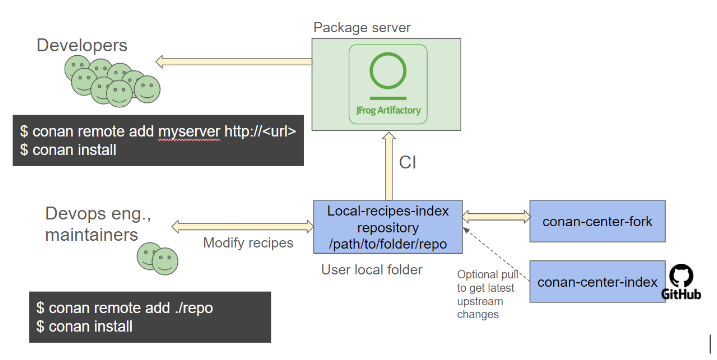 Package server
Developers
JFrog Artifactory
$ conan remote add myserver http://<url>
$ conan install
CI
Devops eng.,
maintainers
Modify recipes
Local-recipes-index
repository
/path/to/folder/repo
User local folder
conan-center-fork
Optional pull
to get latest
upstream
changes
conan-center-index
GitHub
$ conan remote add ./repo
$ conan install